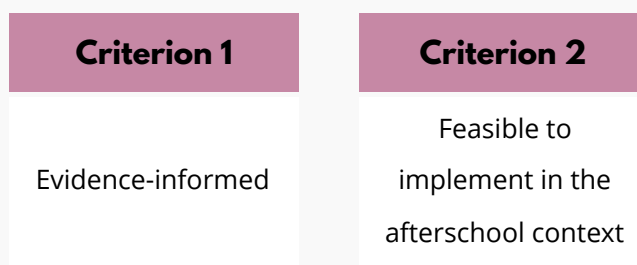 Criterion 1
Evidence-informed
Criterion 2
Feasible to
implement in the
afterschool context